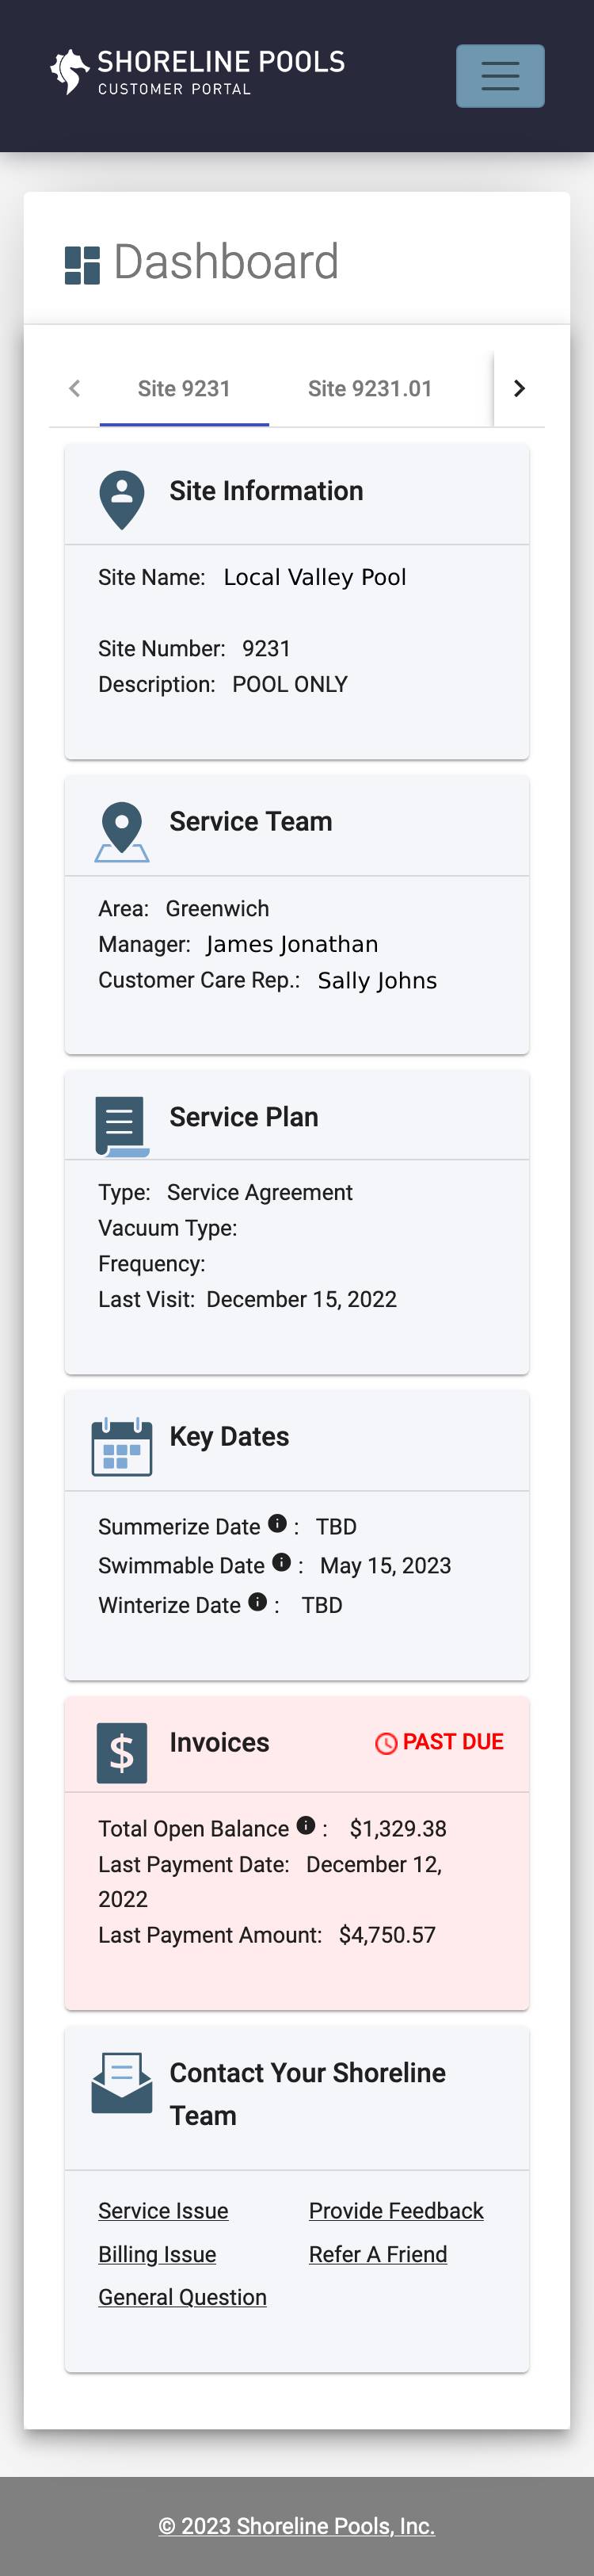 SHORELINE POOLS
CUSTOMER PORTAL
Dashboard
Site 9231 Site 9231.01
Site Information
Site Name: Local Valley Pool
Site Number: 9231
Description: POOL ONLY
Service Team
Area: Greenwich
Manager: James Jonathan
Customer Care Rep.: Sally Johns
Service Plan
Type: Service Agreement
Vacuum Type:
Frequency:
Last Visit: December 15, 2022
Key Dates
Summerize Date : TBD
Swimmable Date : May 15, 2023
Winterize Date : TBD
Invoices PAST DUE
Total Open Balance : $1,329.38
Last Payment Date: December 12,
2022
Last Payment Amount: $4,750.57
Contact Your Shoreline
Team
Service Issue Provide Feedback
Billing Issue Refer A Friend
General Question
© 2023 Shoreline Pools, Inc.